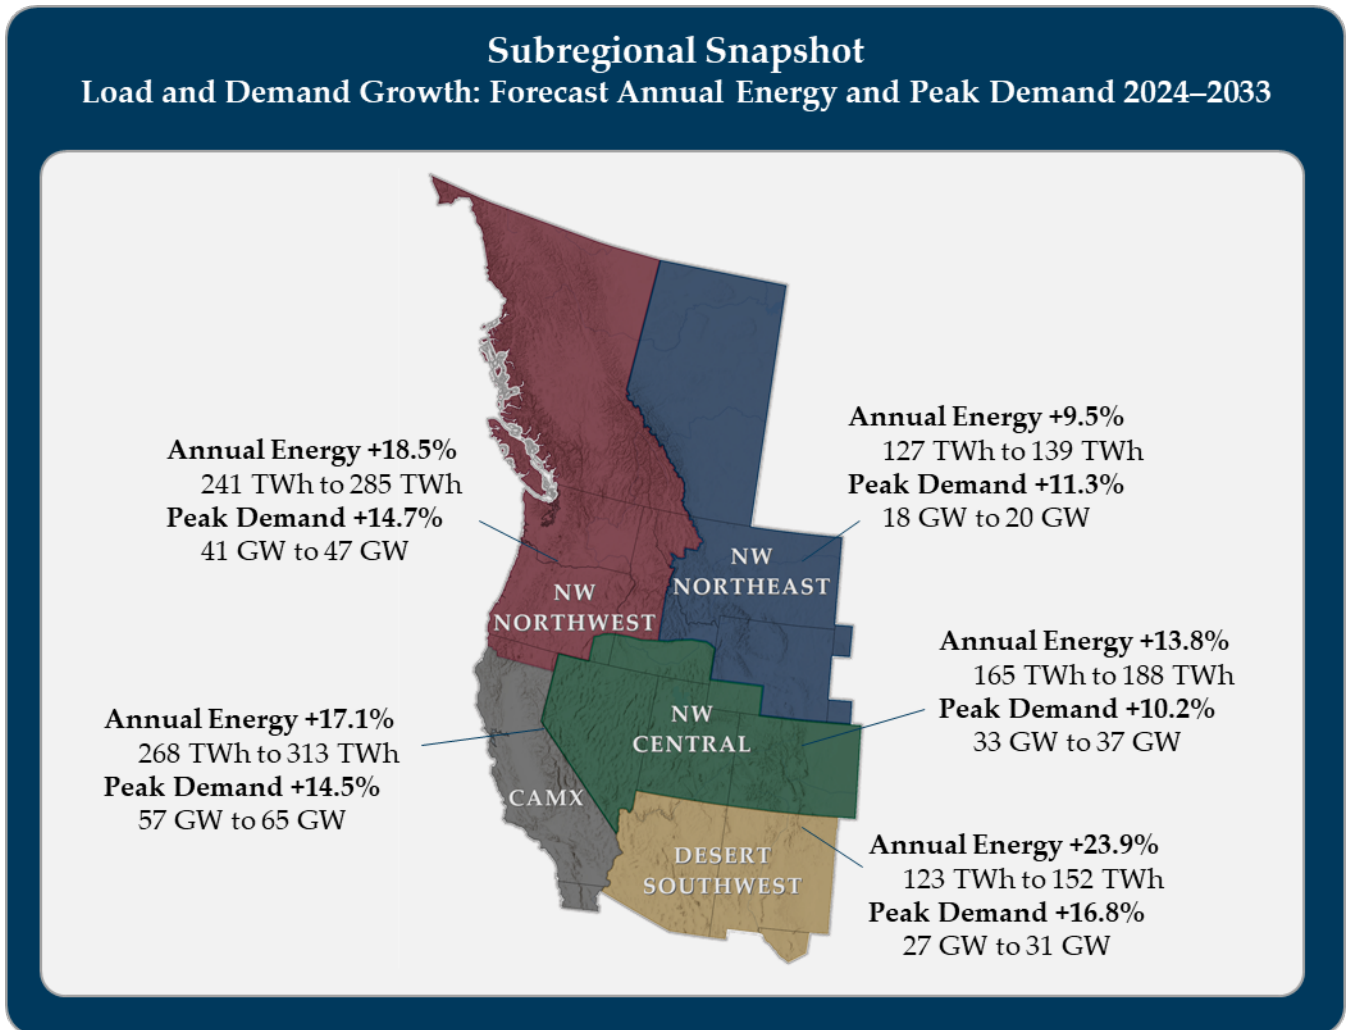 Subregional Snapshot
Load and Demand Growth: Forecast Annual Energy and Peak Demand 2024–2033
Annual Energy +18.5%
241 TWh to 285 TWh
Peak Demand +14.7%
41 GW to 47 GW
Annual Energy +9.5%
127 TWh to 139 TWh
Peak Demand +11.3%
18 GW to 20 GW
NW
NORTHWEST
NW
NORTHEAST
Annual Energy +13.8%
165 TWh to 188 TWh
Peak Demand +10.2%
33 GW to 37 GW
Annual Energy +17.1%
268 TWh to 313 TWh
Peak Demand +14.5%
57 GW to 65 GW
NW
CENTRAL
CAMX
DESERT
SOUTHWEST
Annual Energy +23.9%
123 TWh to 152 TWh
Peak Demand +16.8%
27 GW to 31 GW